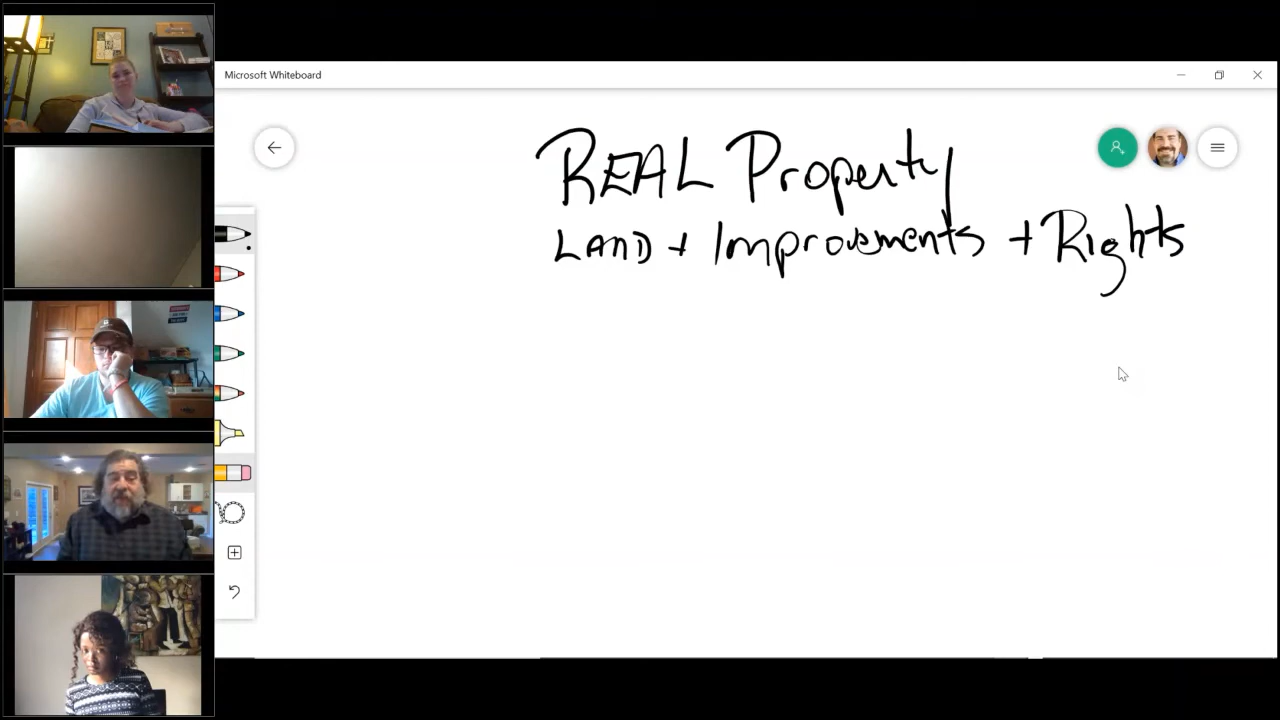 Microsoft Whiteboard
REAL Property
LAND + Improvements + Rights